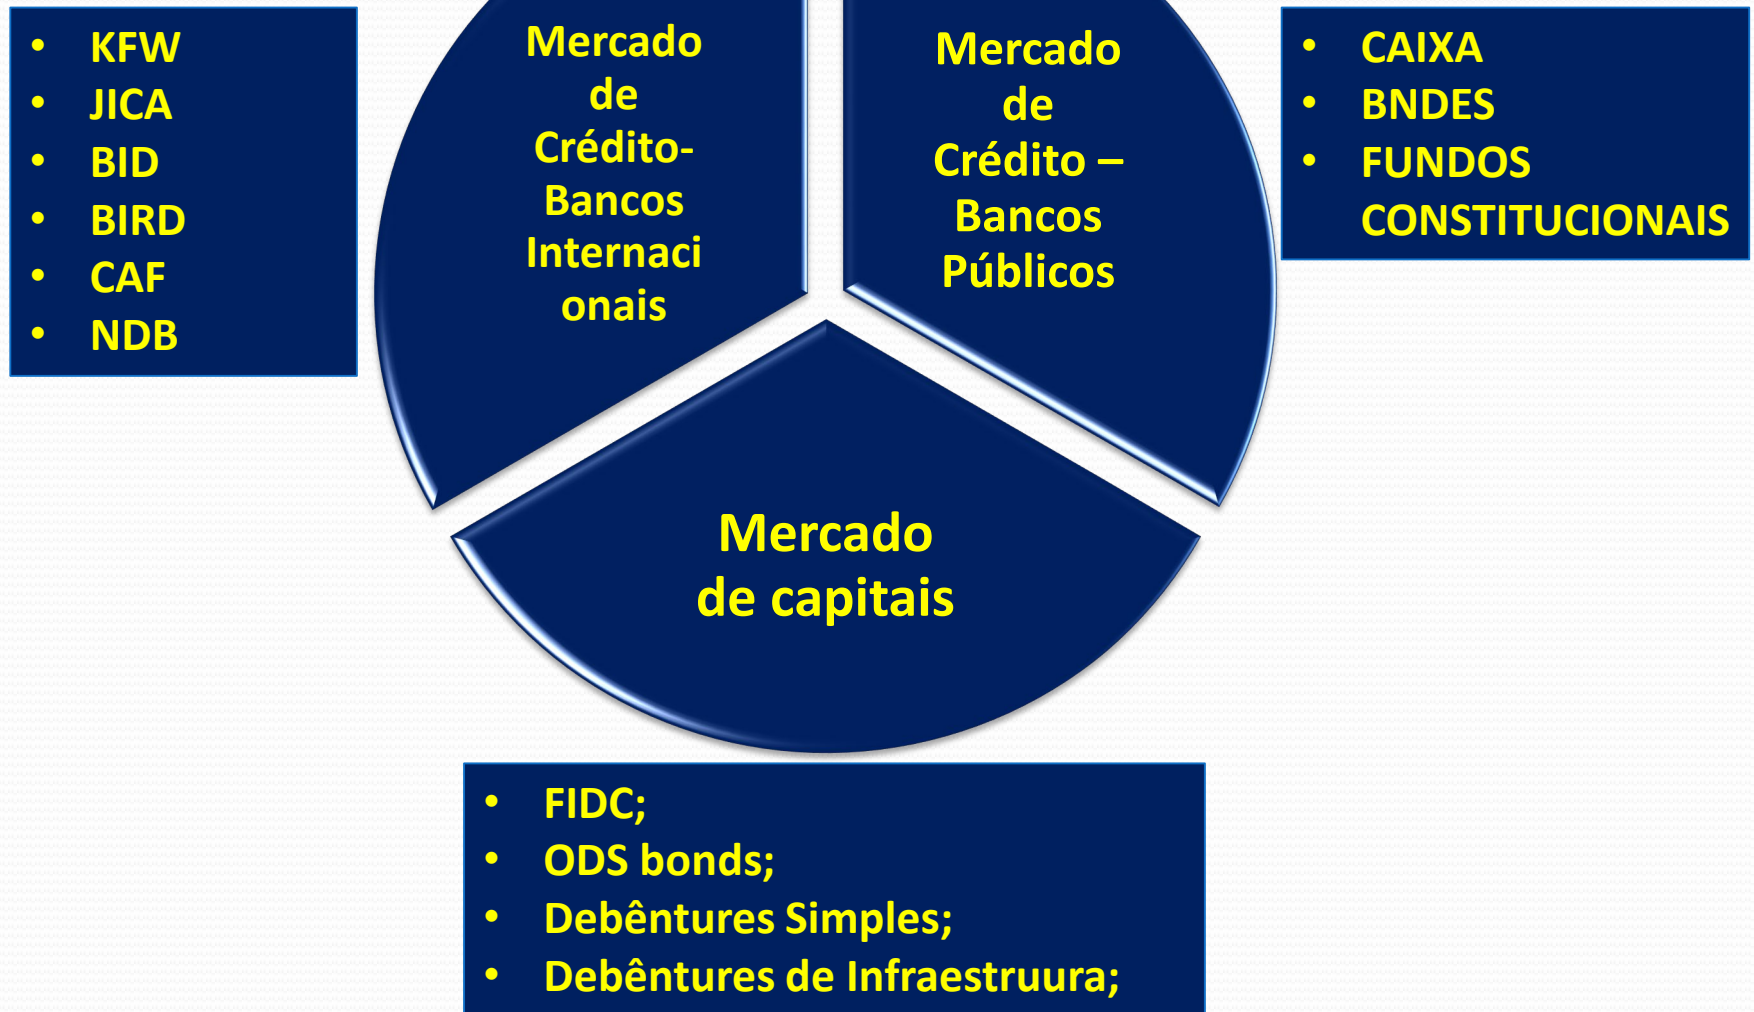 • KFW
• JICA
• BID
• BIRD
• CAF
• NDB
Mercado
de
Crédito-
Bancos
Internaci
onais
Mercado
de
Crédito –
Bancos
Públicos
• CAIXA
• BNDES
• FUNDOS
CONSTITUCIONAIS
Mercado
de capitais
• FIDC;
• ODS bonds;
• Debêntures Simples;
• Debêntures de Infraestruura;